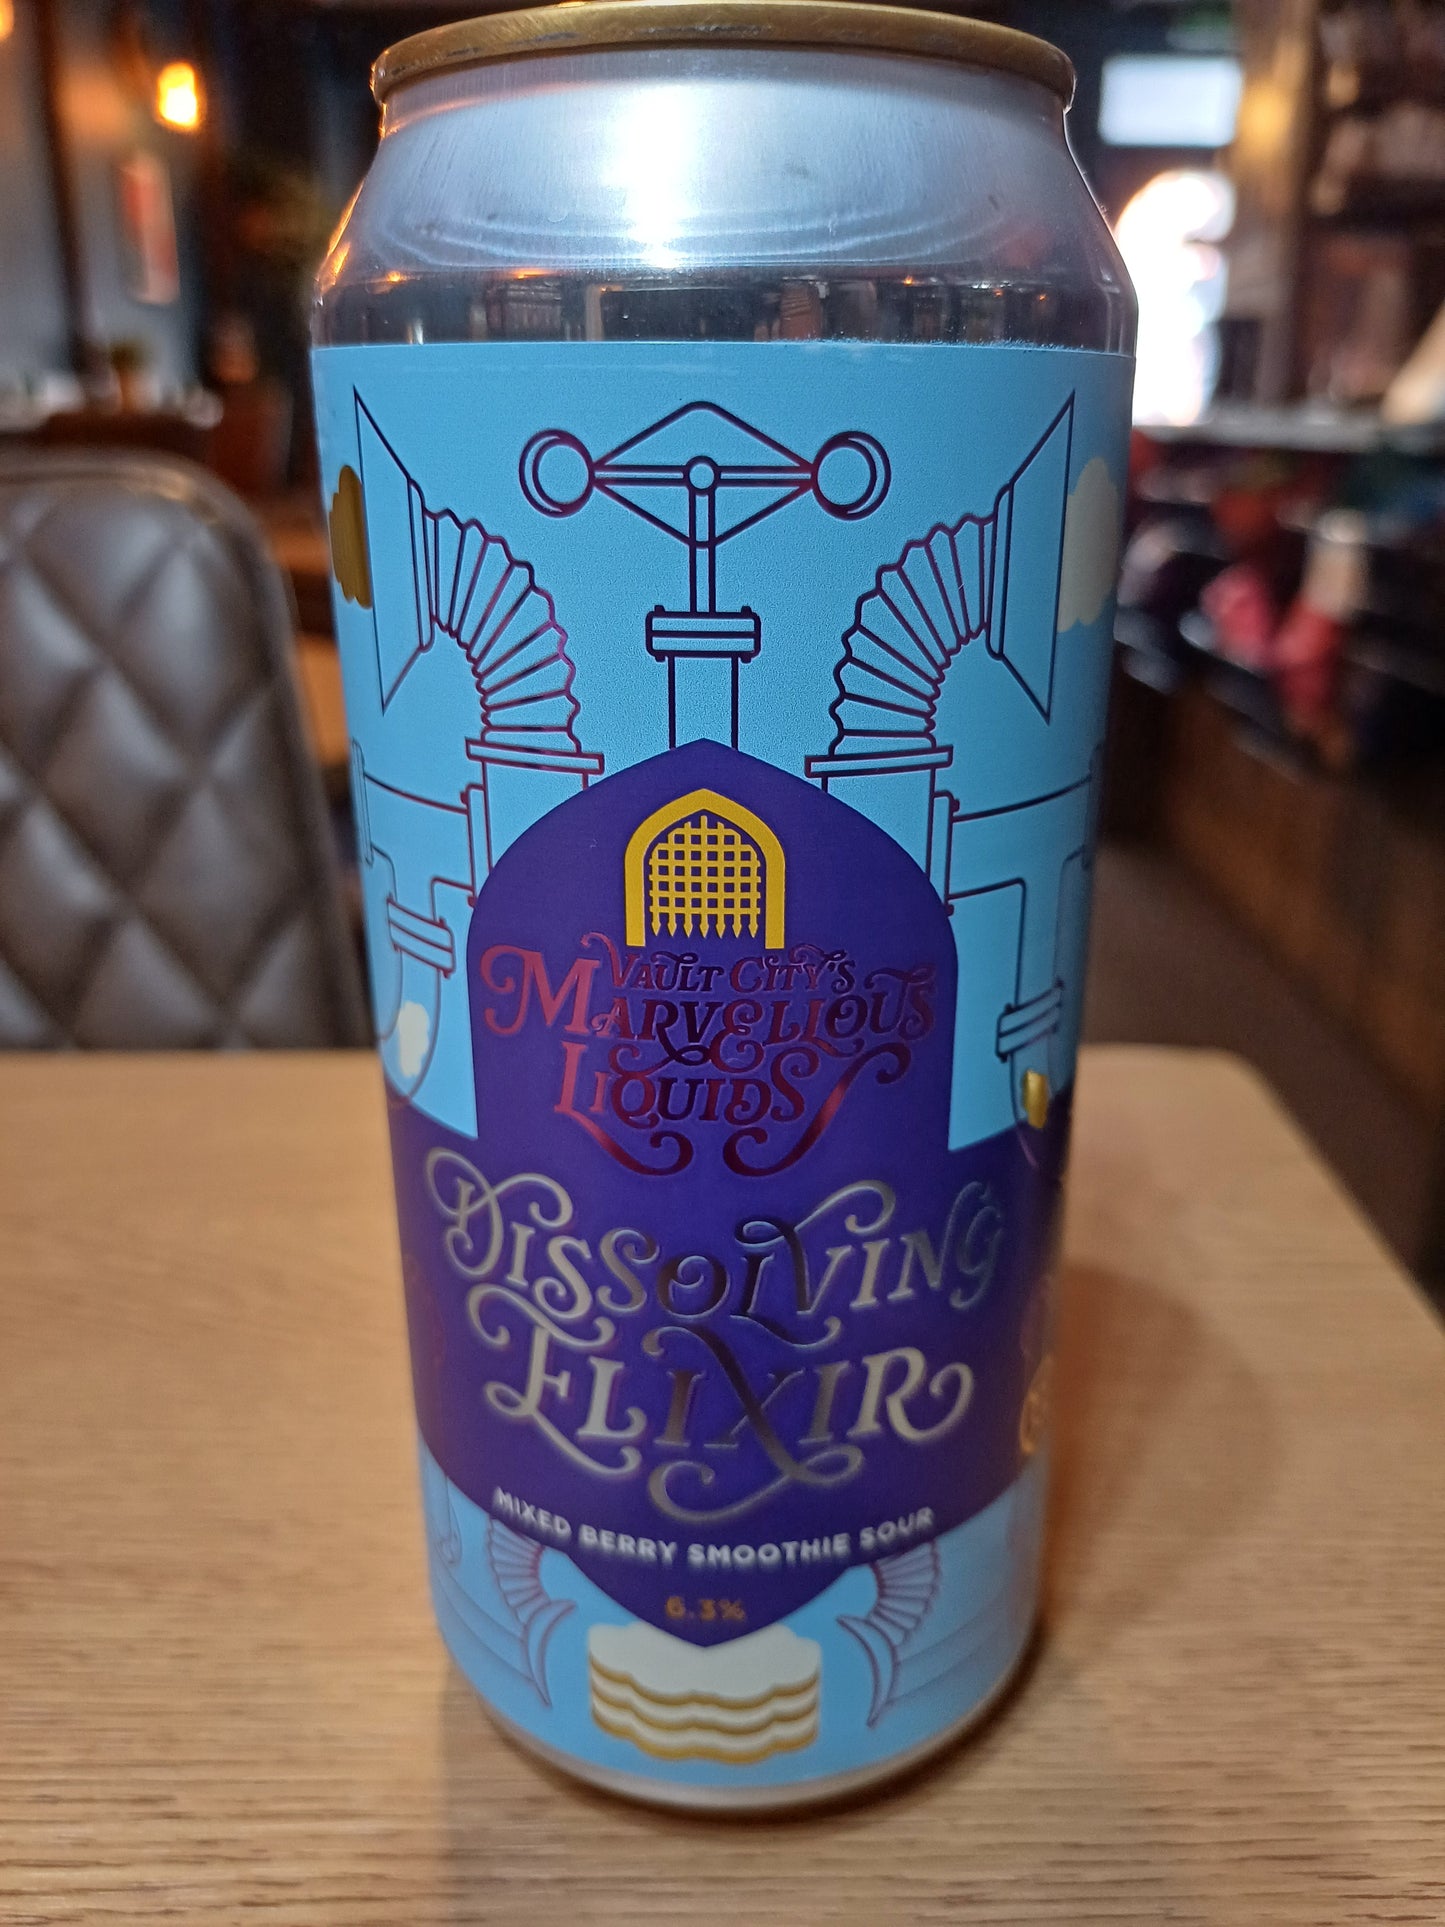 VAULT CITY'S
MARVELLOUS
LIQUIDS
DISSOLVING
ELIXIR
MIXED BERRY SMOOTHIE SOUR
6.3%